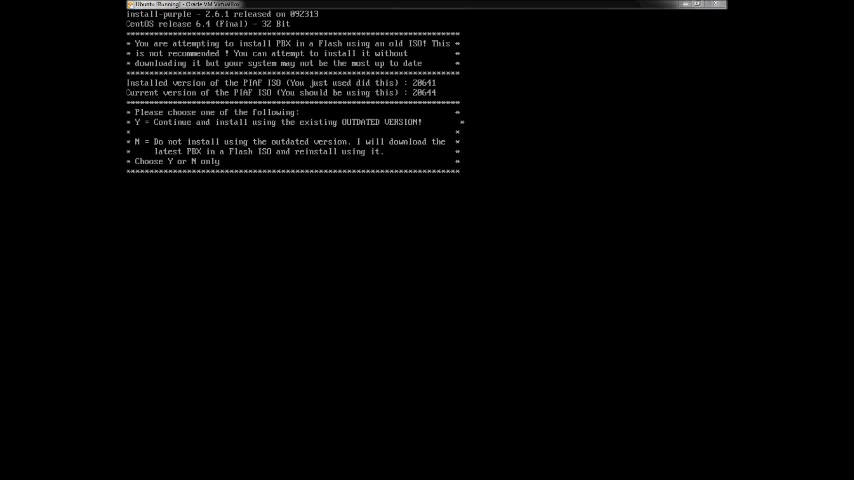 Ubuntu [Running] - Oracle VM VirtualBox
install-purple - 2.6.1 released on 092313
CentOS release 6.4 (Final) - 32 Bit
*************************************************************************
* You are attempting to install PBX in a Flash using an old ISO! This *
* is not recommended ! You can attempt to install it without *
* downloading it but your system may not be the most up to date *
*************************************************************************
Installed version of the PIAF ISO (You just used did this) : 20641
Current version of the PIAF ISO (You should be using this) : 20644
*************************************************************************
* Please choose one of the following: *
* Y = Continue and install using the existing OUTDATED VERSION! *
* *
* N = Do not install using the outdated version. I will download the *
* latest PBX in a Flash ISO and reinstall using it. *
* Choose Y or N only *
*************************************************************************